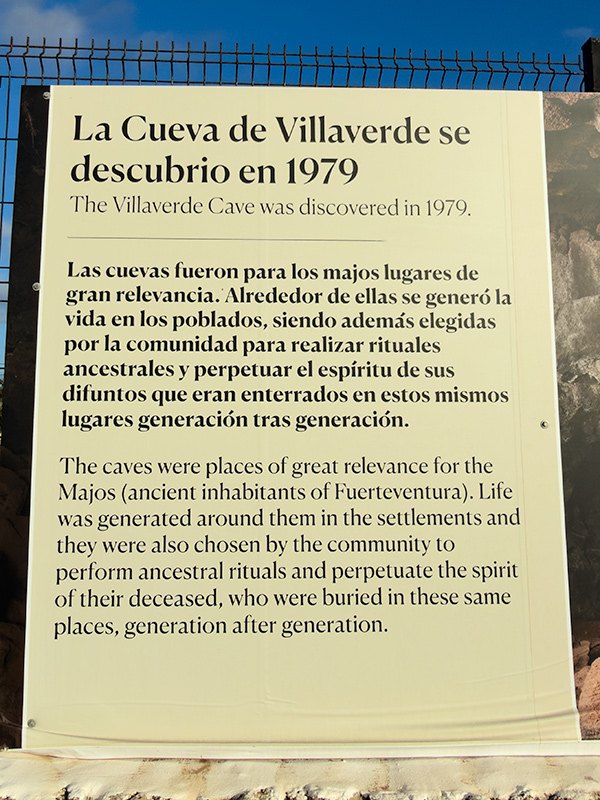 La Cueva de Villaverde se
descubrio en 1979
The Villaverde Cave was discovered in 1979.
Las cuevas fueron para los majos lugares de
gran relevancia. Alrededor de ellas se generó la
vida en los poblados, siendo además elegidas
por la comunidad para realizar rituales
ancestrales y perpetuar el espíritu de sus
difuntos que eran enterrados en estos mismos
lugares generación tras generación.
The caves were places of great relevance for the
Majos (ancient inhabitants of Fuerteventura). Life
was generated around them in the settlements and
they were also chosen by the community to
perform ancestral rituals and perpetuate the spirit
of their deceased, who were buried in these same
places, generation after generation.